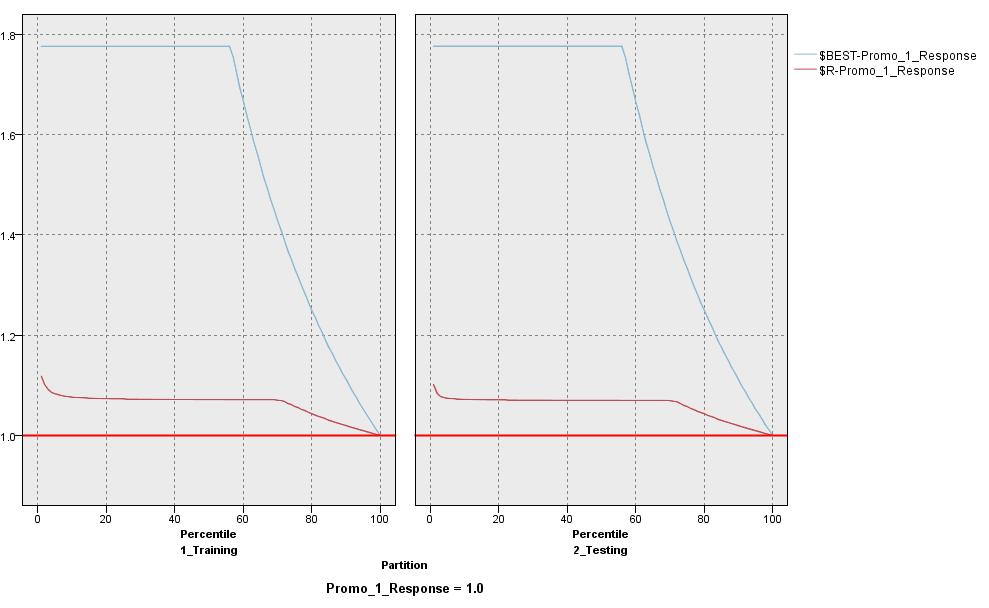 1.8
1.6
1.4
1.2
1.0
$BEST-Promo_1_Response
$R-Promo_1_Response
0 20 40 60 80 100 0 20 40 60 80 100
Percentile Percentile
1_Training 2_Testing
Partition
Promo_1_Response = 1.0